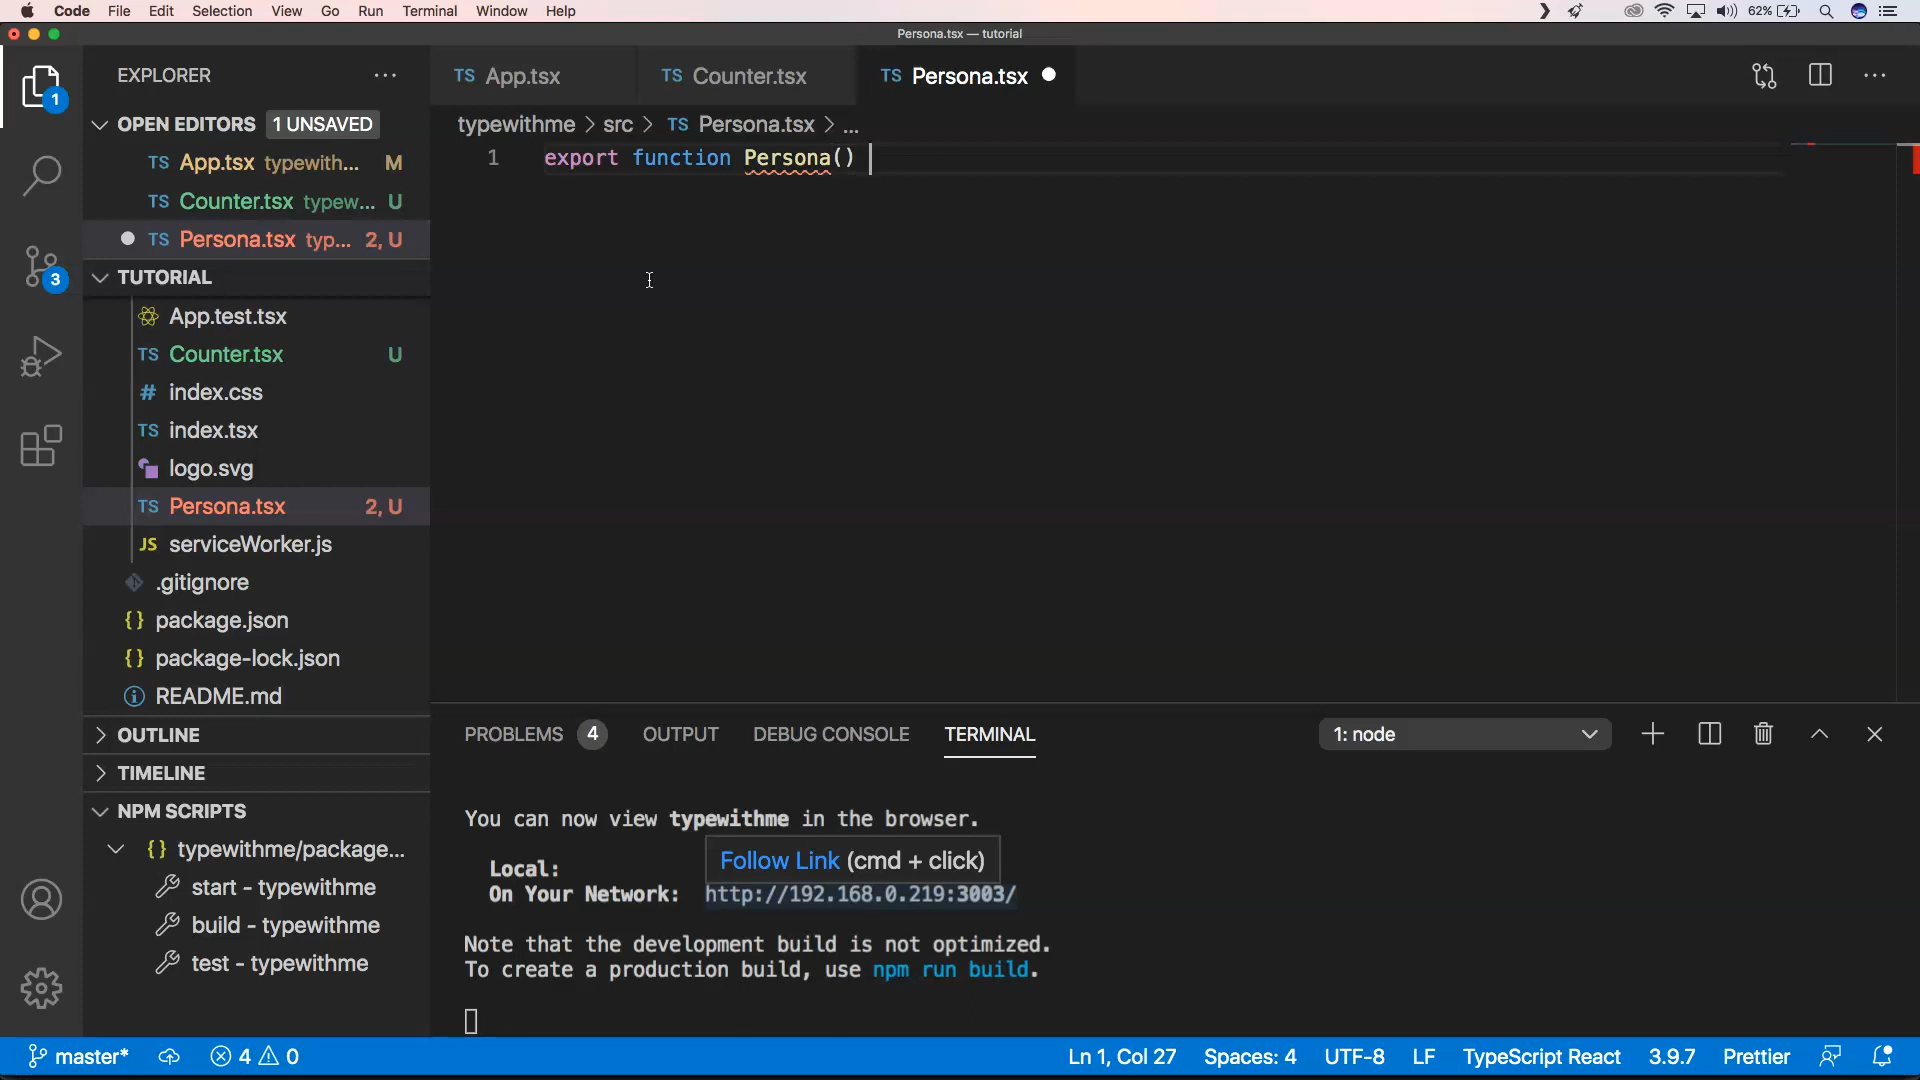 Code File Edit Selection View Go Run Terminal Window Help 62%
Persona.tsx — tutorial
EXPLORER
TS App.tsx TS Counter.tsx TS Persona.tsx
OPEN EDITORS 1 UNSAVED
typewithme > src > TS Persona.tsx > ...
TS App.tsx typewith... M
1 export function Persona()
TS Counter.tsx typew... U
TS Persona.tsx typ... 2, U
TUTORIAL
App.test.tsx
TS Counter.tsx U
# index.css
TS index.tsx
logo.svg
TS Persona.tsx 2, U
JS serviceWorker.js
.gitignore
{} package.json
{} package-lock.json
README.md
OUTLINE
TIMELINE
NPM SCRIPTS
{} typewithme/package...
start - typewithme
build - typewithme
test - typewithme
1
3
PROBLEMS 4 OUTPUT DEBUG CONSOLE TERMINAL 1: node
You can now view typewithme in the browser.
Follow Link (cmd + click)
Local:
On Your Network: http://192.168.0.219:3003/
Note that the development build is not optimized.
To create a production build, use npm run build.
master* 4 0 Ln 1, Col 27 Spaces: 4 UTF-8 LF TypeScript React 3.9.7 Prettier